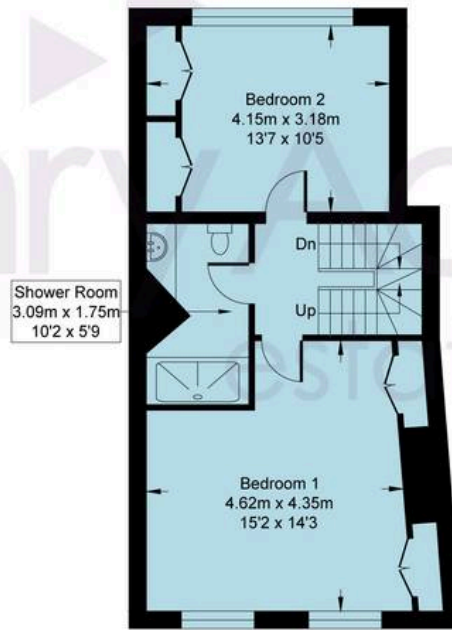 Bedroom 2
4.15m x 3.18m
13'7 x 10'5
Dn
Up
Shower Room
3.09m x 1.75m
10'2 x 5'9
Bedroom 1
4.62m x 4.35m
15'2 x 14'3